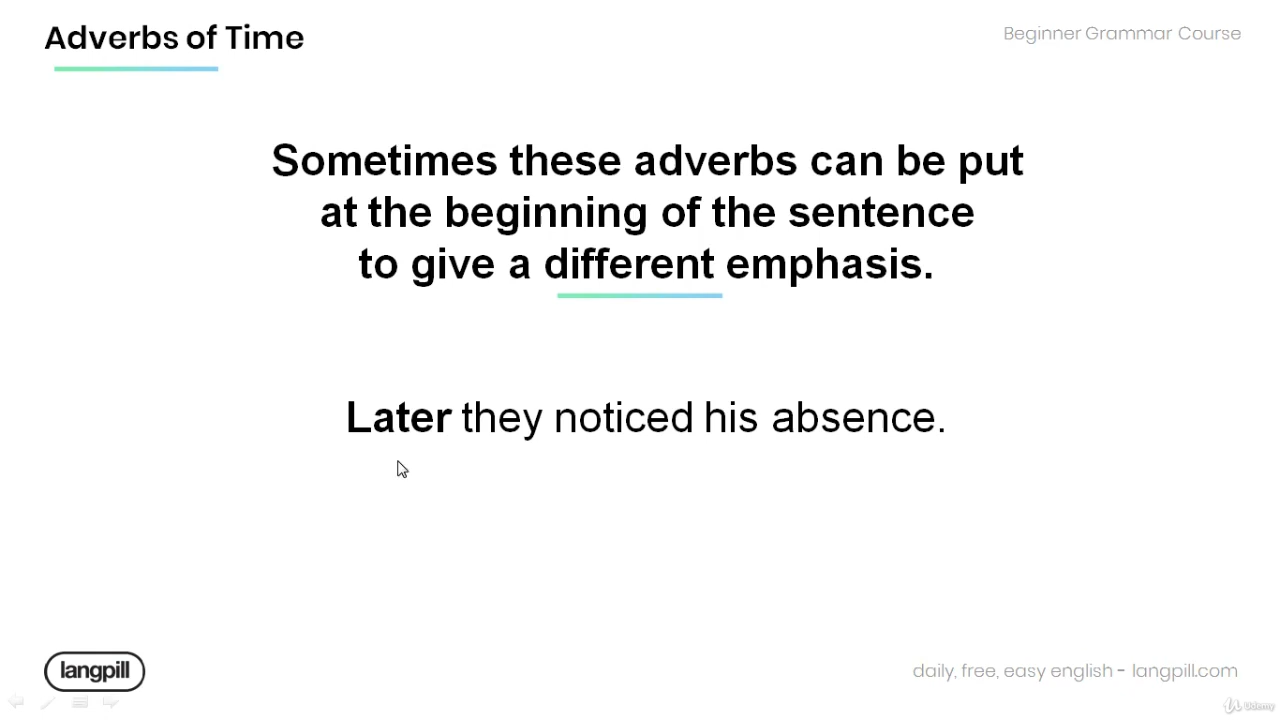 Adverbs of Time
Beginner Grammar Course
Sometimes these adverbs can be put
at the beginning of the sentence
to give a different emphasis.
Later they noticed his absence.
langpill
daily, free, easy english - langpill.com
Udemy